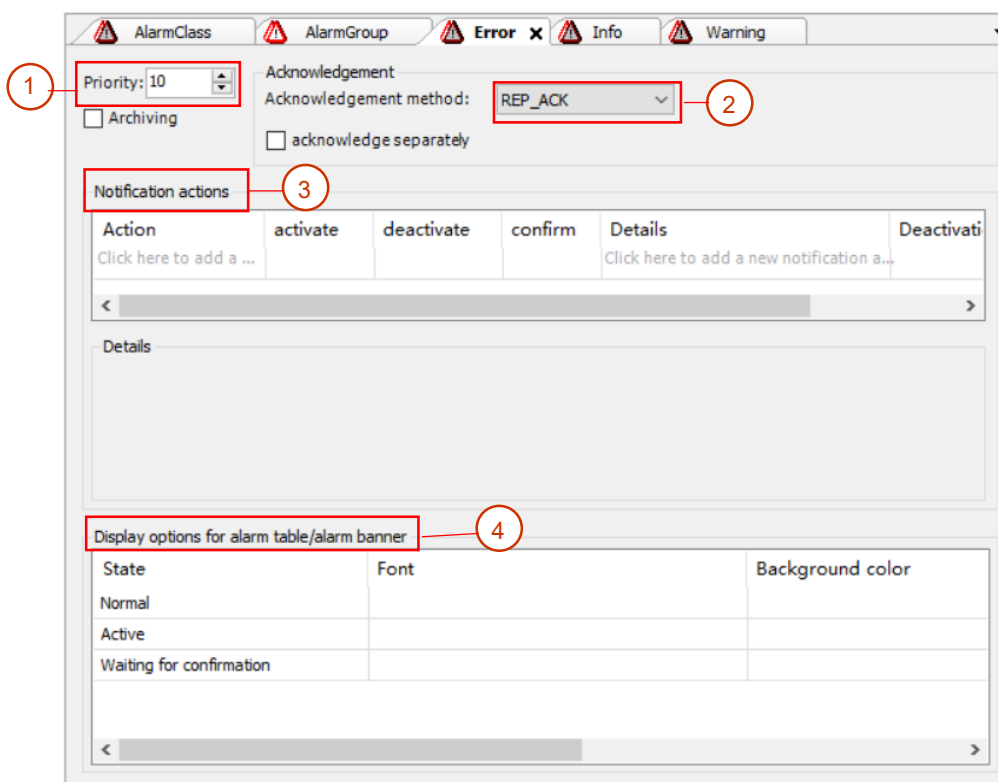 AlarmClass AlarmGroup Error x Info Warning
1 Priority: 10
Archiving
Acknowledgement
Acknowledgement method: REP_ACK 2
acknowledge separately
Notification actions 3
Action activate deactivate confirm Details Deactivati
Click here to add a ... Click here to add a new notification a...
Details
Display options for alarm table/alarm banner 4
State Font Background color
Normal
Active
Waiting for confirmation